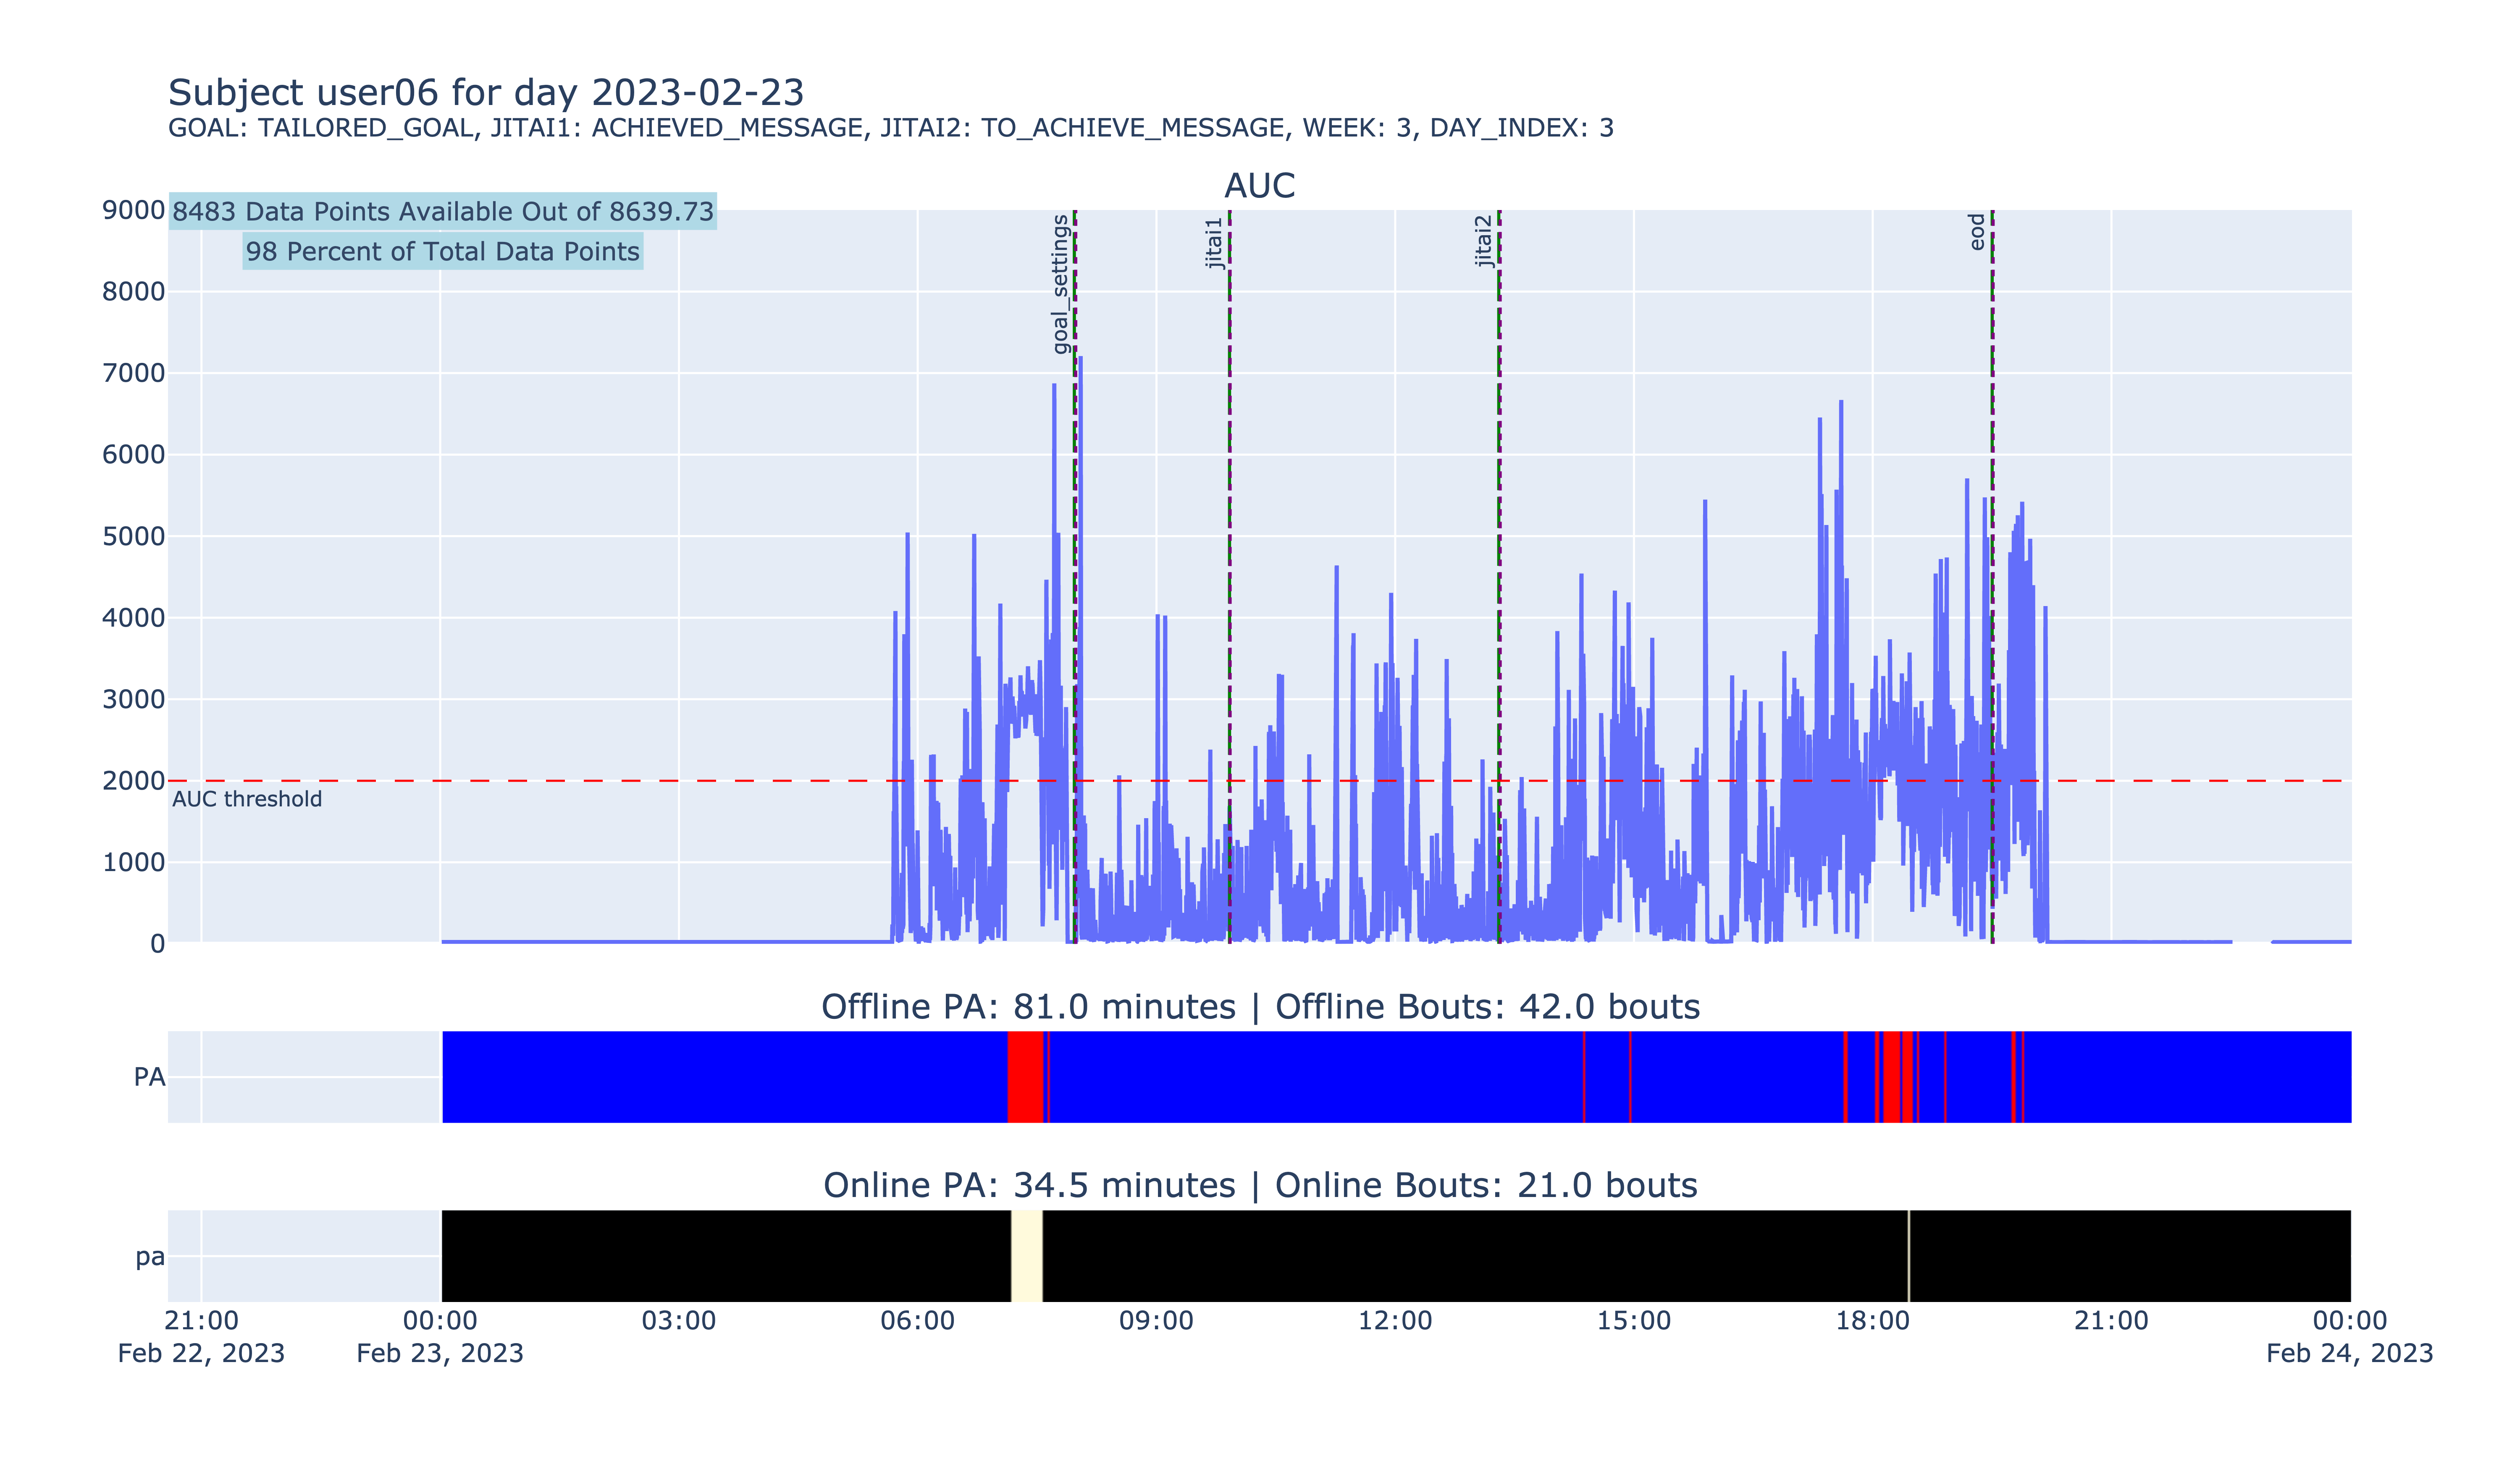 Subject user06 for day 2023-02-23
GOAL: TAILORED_GOAL, JITAI1: ACHIEVED_MESSAGE, JITAI2: TO_ACHIEVE_MESSAGE, WEEK: 3, DAY_INDEX: 3
AUC
8483 Data Points Available Out of 8639.73
98 Percent of Total Data Points
goal_settings
jitai1
jitai2
eod
9000
8000
7000
6000
5000
4000
3000
2000
AUC threshold
1000
0
Offline PA: 81.0 minutes | Offline Bouts: 42.0 bouts
PA
Online PA: 34.5 minutes | Online Bouts: 21.0 bouts
pa
21:00 00:00 03:00 06:00 09:00 12:00 15:00 18:00 21:00 00:00
Feb 22, 2023 Feb 23, 2023 Feb 24, 2023